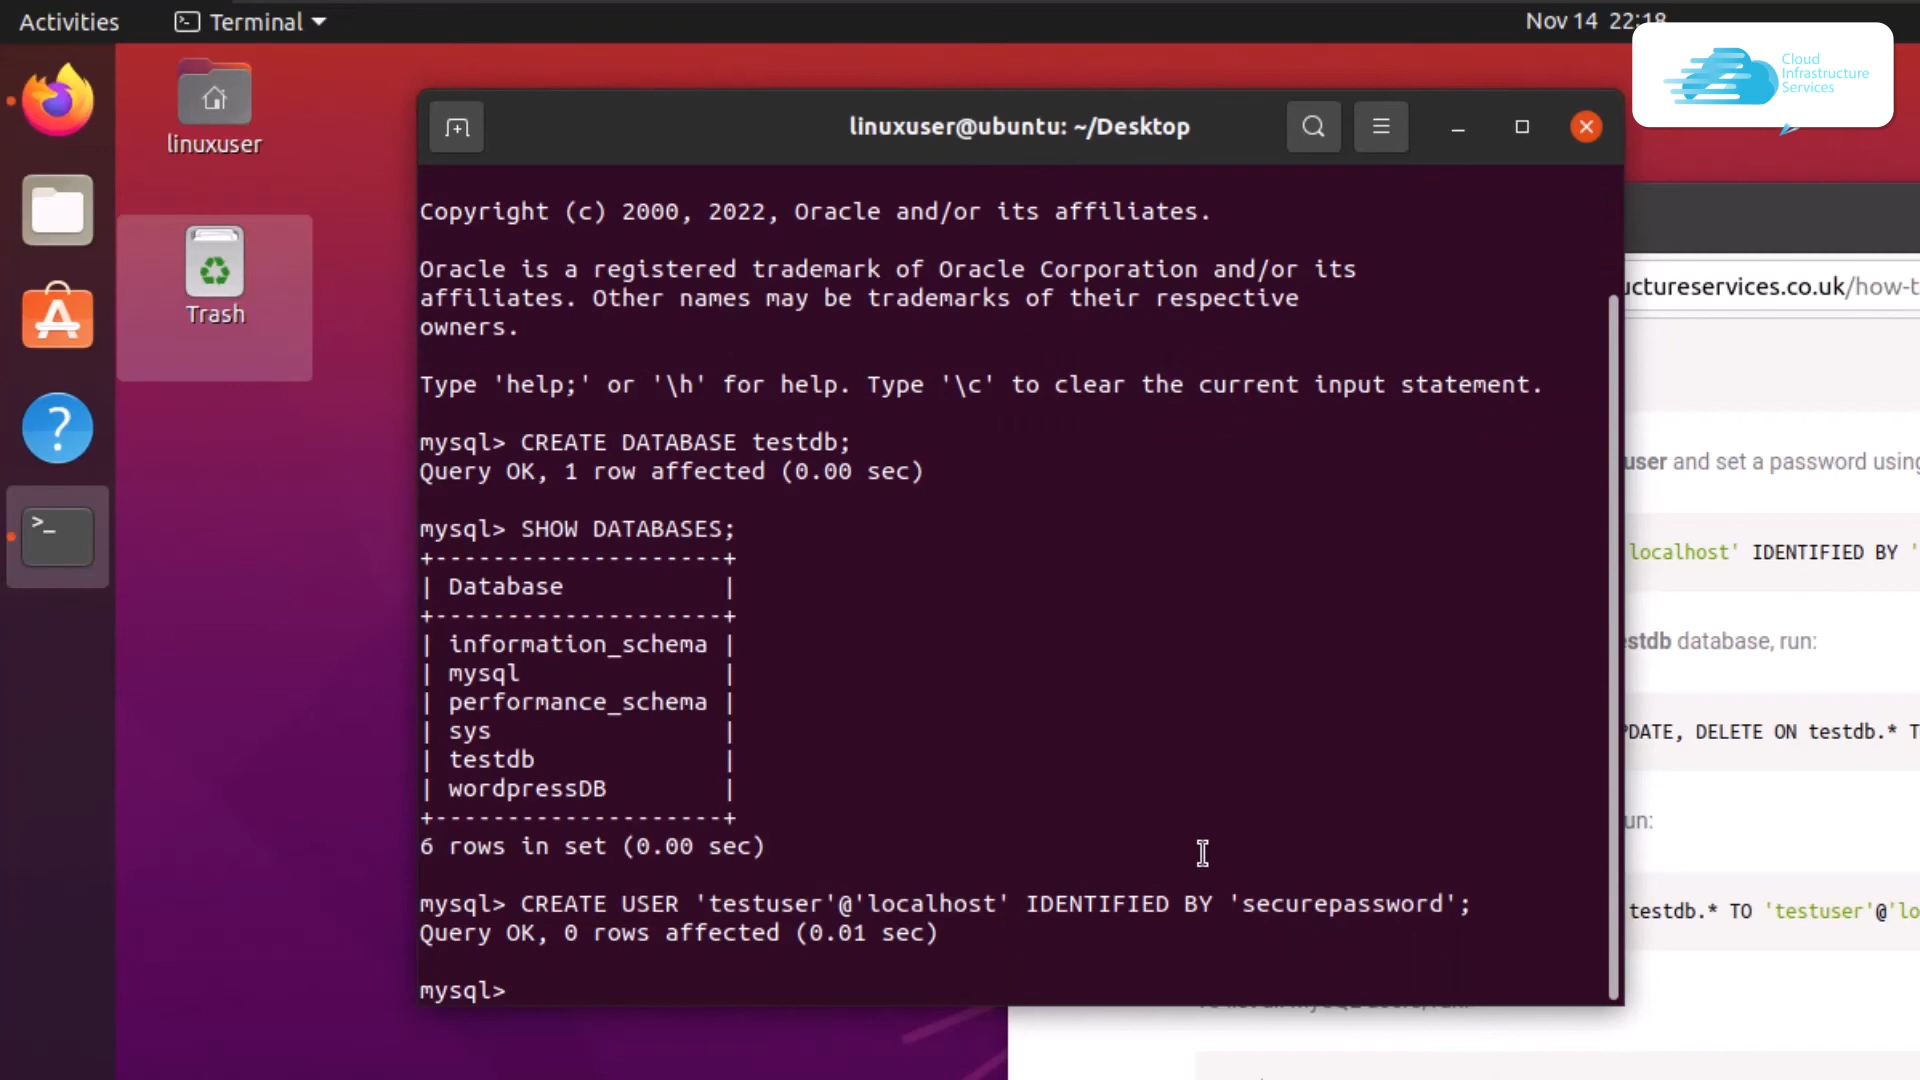 Activities
Terminal
Nov 14 22:18
Cloud
Infrastructure
Services
linuxuser
Trash
linuxuser@ubuntu: ~/Desktop
Copyright (c) 2000, 2022, Oracle and/or its affiliates.
Oracle is a registered trademark of Oracle Corporation and/or its
affiliates. Other names may be trademarks of their respective
owners.
Type 'help;' or '\h' for help. Type '\c' to clear the current input statement.
mysql> CREATE DATABASE testdb;
Query OK, 1 row affected (0.00 sec)
mysql> SHOW DATABASES;
+--------------------+
| Database           |
+--------------------+
| information_schema |
| mysql              |
| performance_schema |
| sys                |
| testdb             |
| wordpressDB        |
+--------------------+
6 rows in set (0.00 sec)
mysql> CREATE USER 'testuser'@'localhost' IDENTIFIED BY 'securepassword';
Query OK, 0 rows affected (0.01 sec)
mysql>
uctureservices.co.uk/how-t
user and set a password using
localhost' IDENTIFIED BY '
stdb database, run:
PDATE, DELETE ON testdb.* T
un:
testdb.* TO 'testuser'@'lo